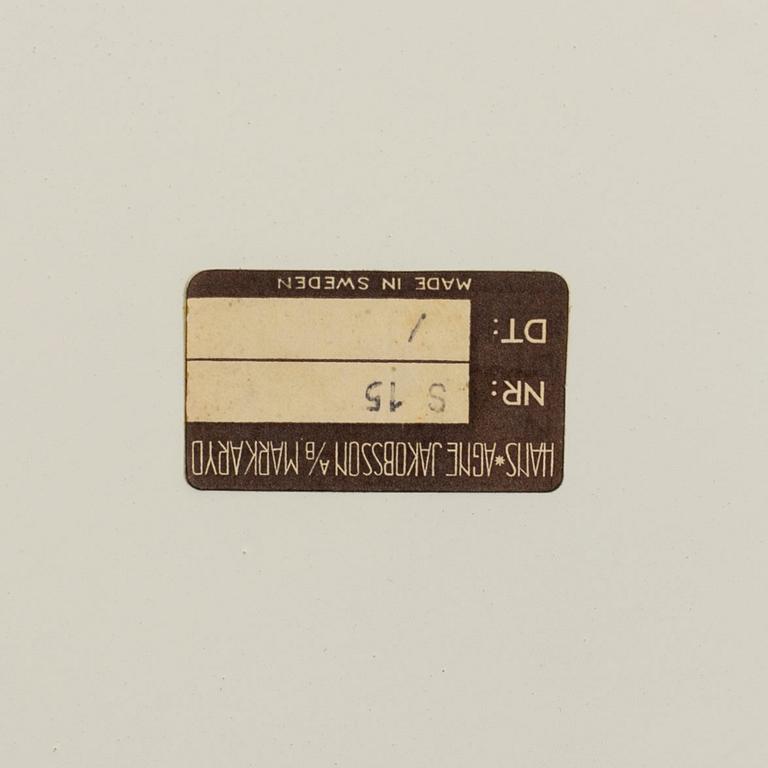 HANS*AGNE JAKOBSSON A/B MARKARYD
NR: S 15
DT: /
MADE IN SWEDEN